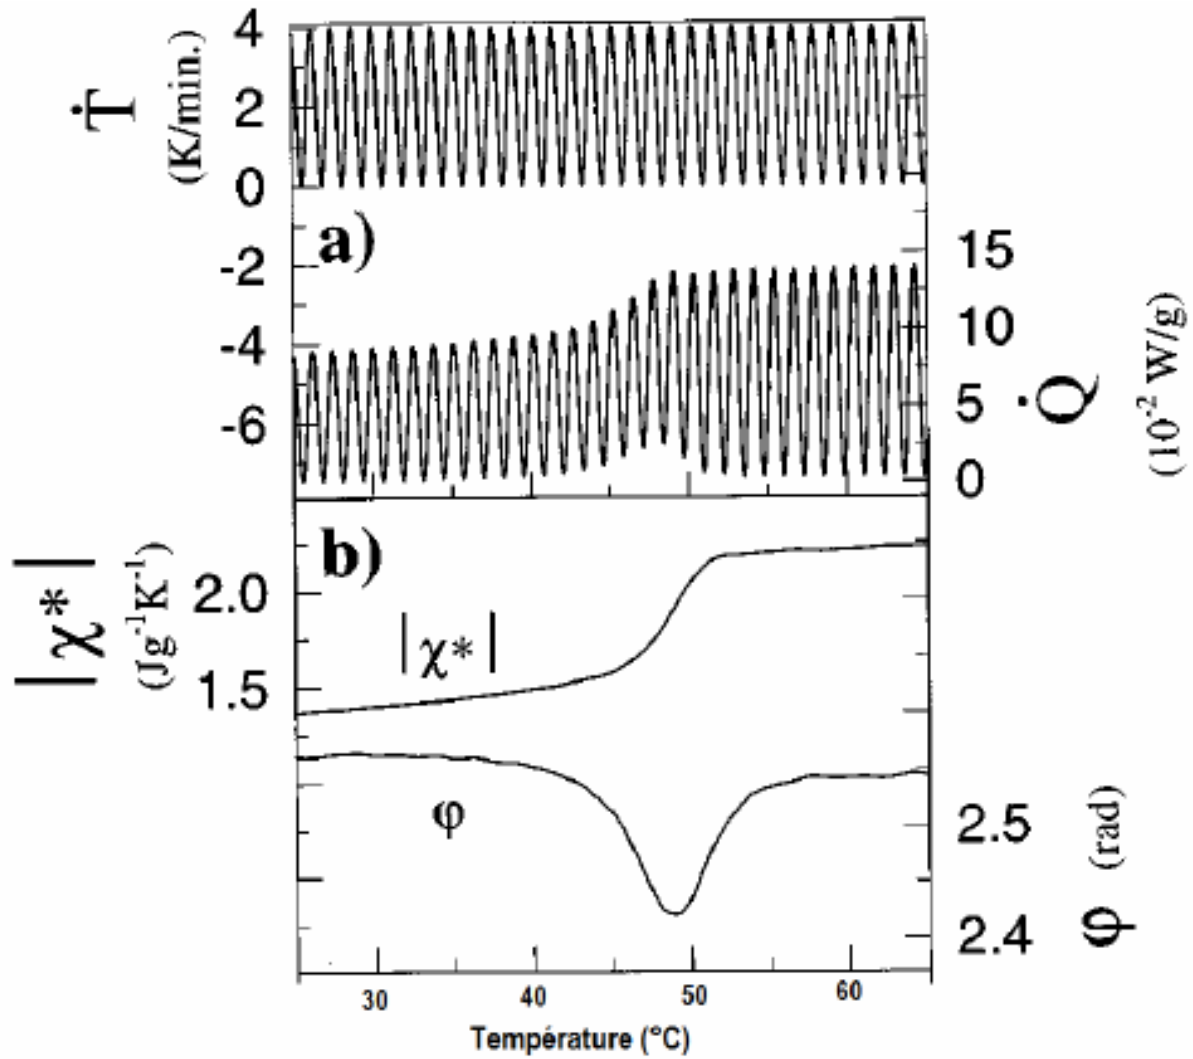 Ṫ
(K/min.)
4
2
0
-2
-4
-6
a)
15
10
5
0
Q̇
(10⁻² W/g)
|χ*|
(Jg⁻¹K⁻¹)
2.0
1.5
b)
|χ*|
φ
2.5
2.4
φ (rad)
30 40 50 60
Température (°C)